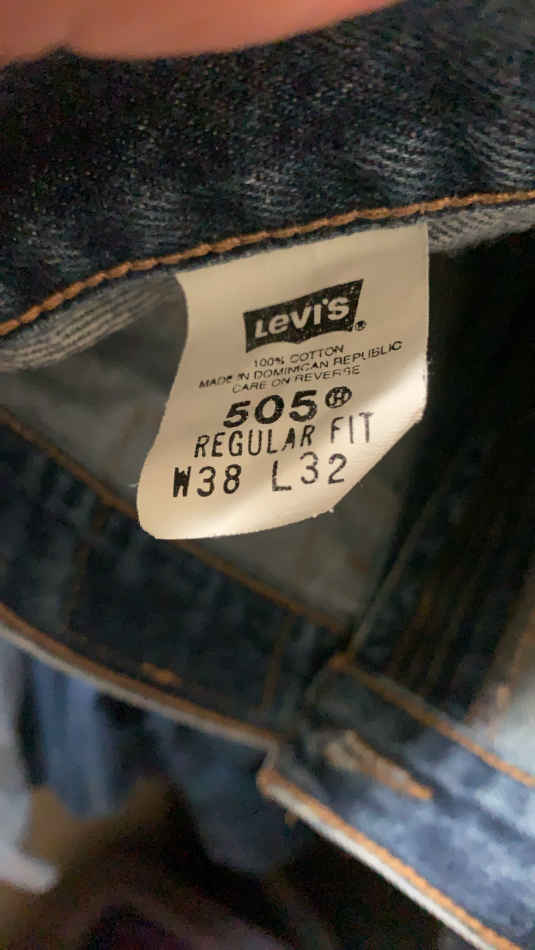 Levi's®
100% COTTON
MADE IN DOMINICAN REPUBLIC
CARE ON REVERSE
505®
REGULAR FIT
W38 L32